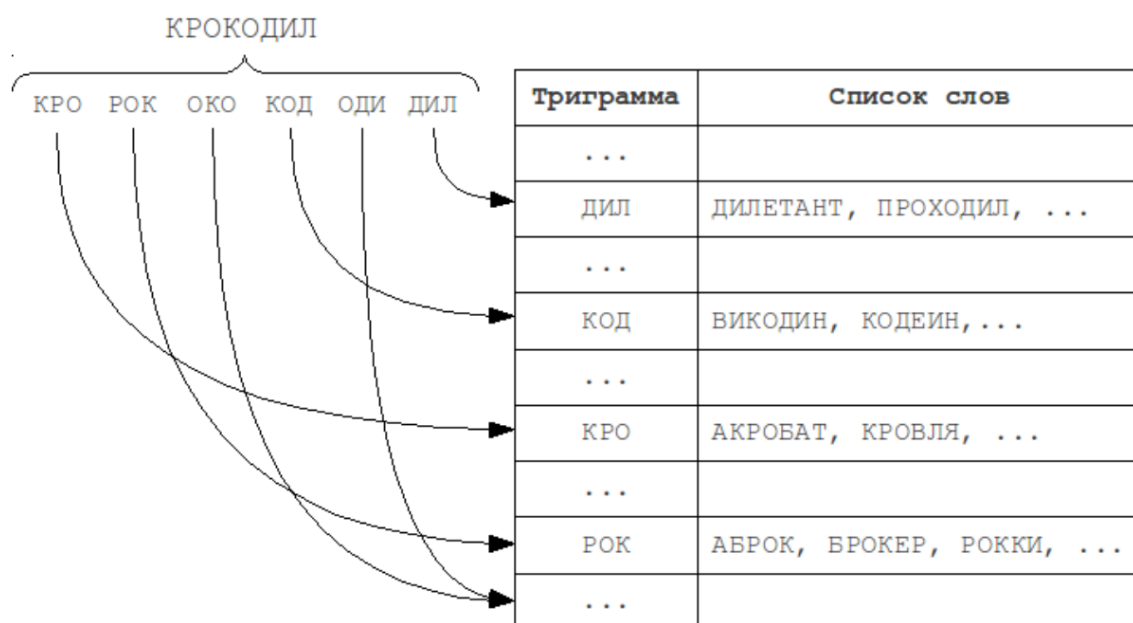 КРОКОДИЛ
КРО РОК ОКО КОД ОДИ ДИЛ
Триграмма Список слов
...
ДИЛ ДИЛЕТАНТ, ПРОХОДИЛ, ...
...
КОД ВИКОДИН, КОДЕИН,...
...
КРО АКРОБАТ, КРОВЛЯ, ...
...
РОК АБРОК, БРОКЕР, РОККИ, ...
...